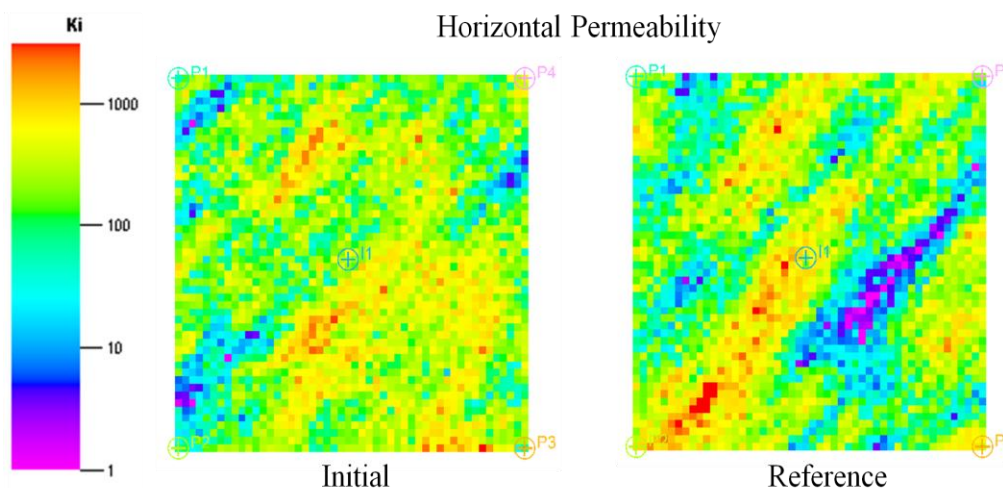 Horizontal Permeability
Ki
1000
100
10
1
P1
P4
I1
P2
P3
Initial
P1
P
I1
P
Reference